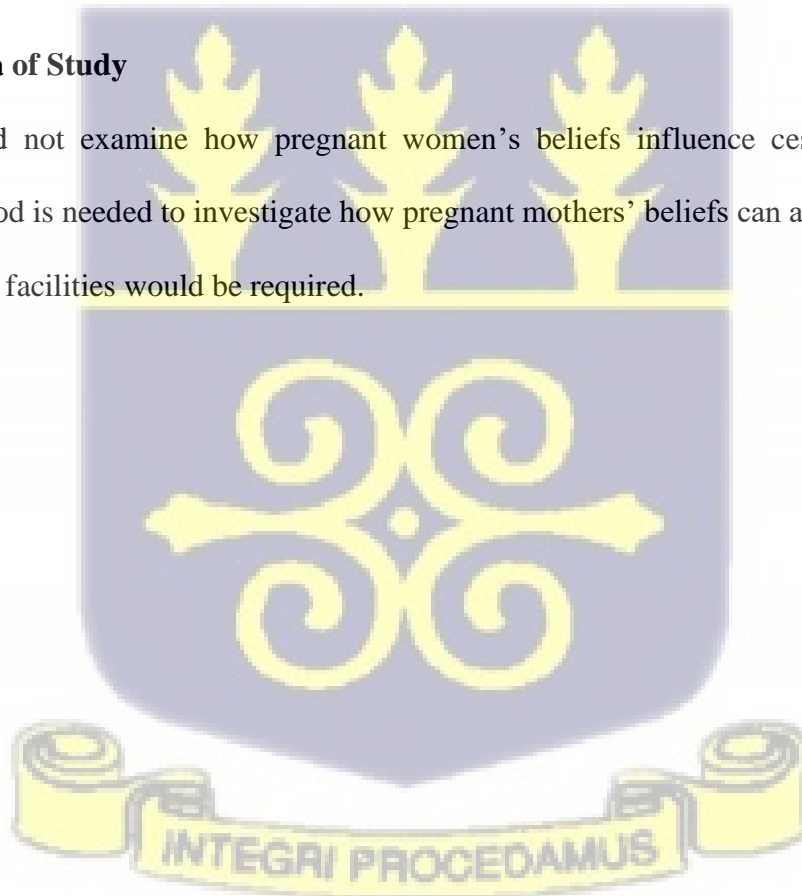 a of Study
d not examine how pregnant women’s beliefs influence ces
od is needed to investigate how pregnant mothers’ beliefs can a
facilities would be required.
INTEGRI PROCEDAMUS